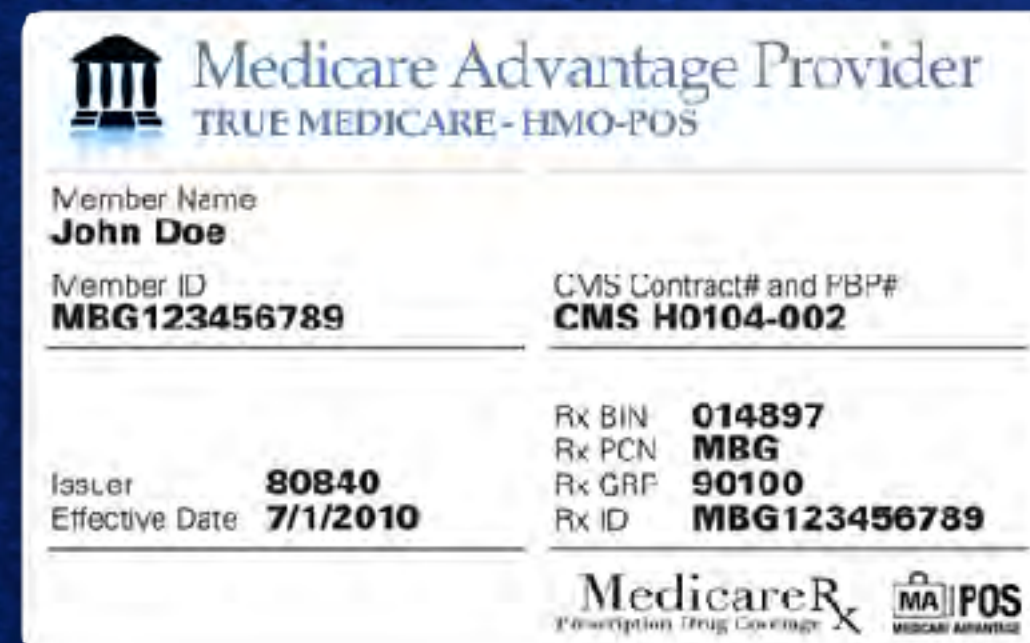 Medicare Advantage Provider
TRUE MEDICARE - HMO-POS
Member Name
John Doe
Member ID
MBG123456789
CMS Contract# and PBP#
CMS H0104-002
Issuer 80840
Effective Date 7/1/2010
Rx BIN 014897
Rx PCN MBG
Rx GRP 90100
Rx ID MBG123456789
MedicareRx
Prescription Drug Coverage
MA POS
MEDICARE ADVANTAGE